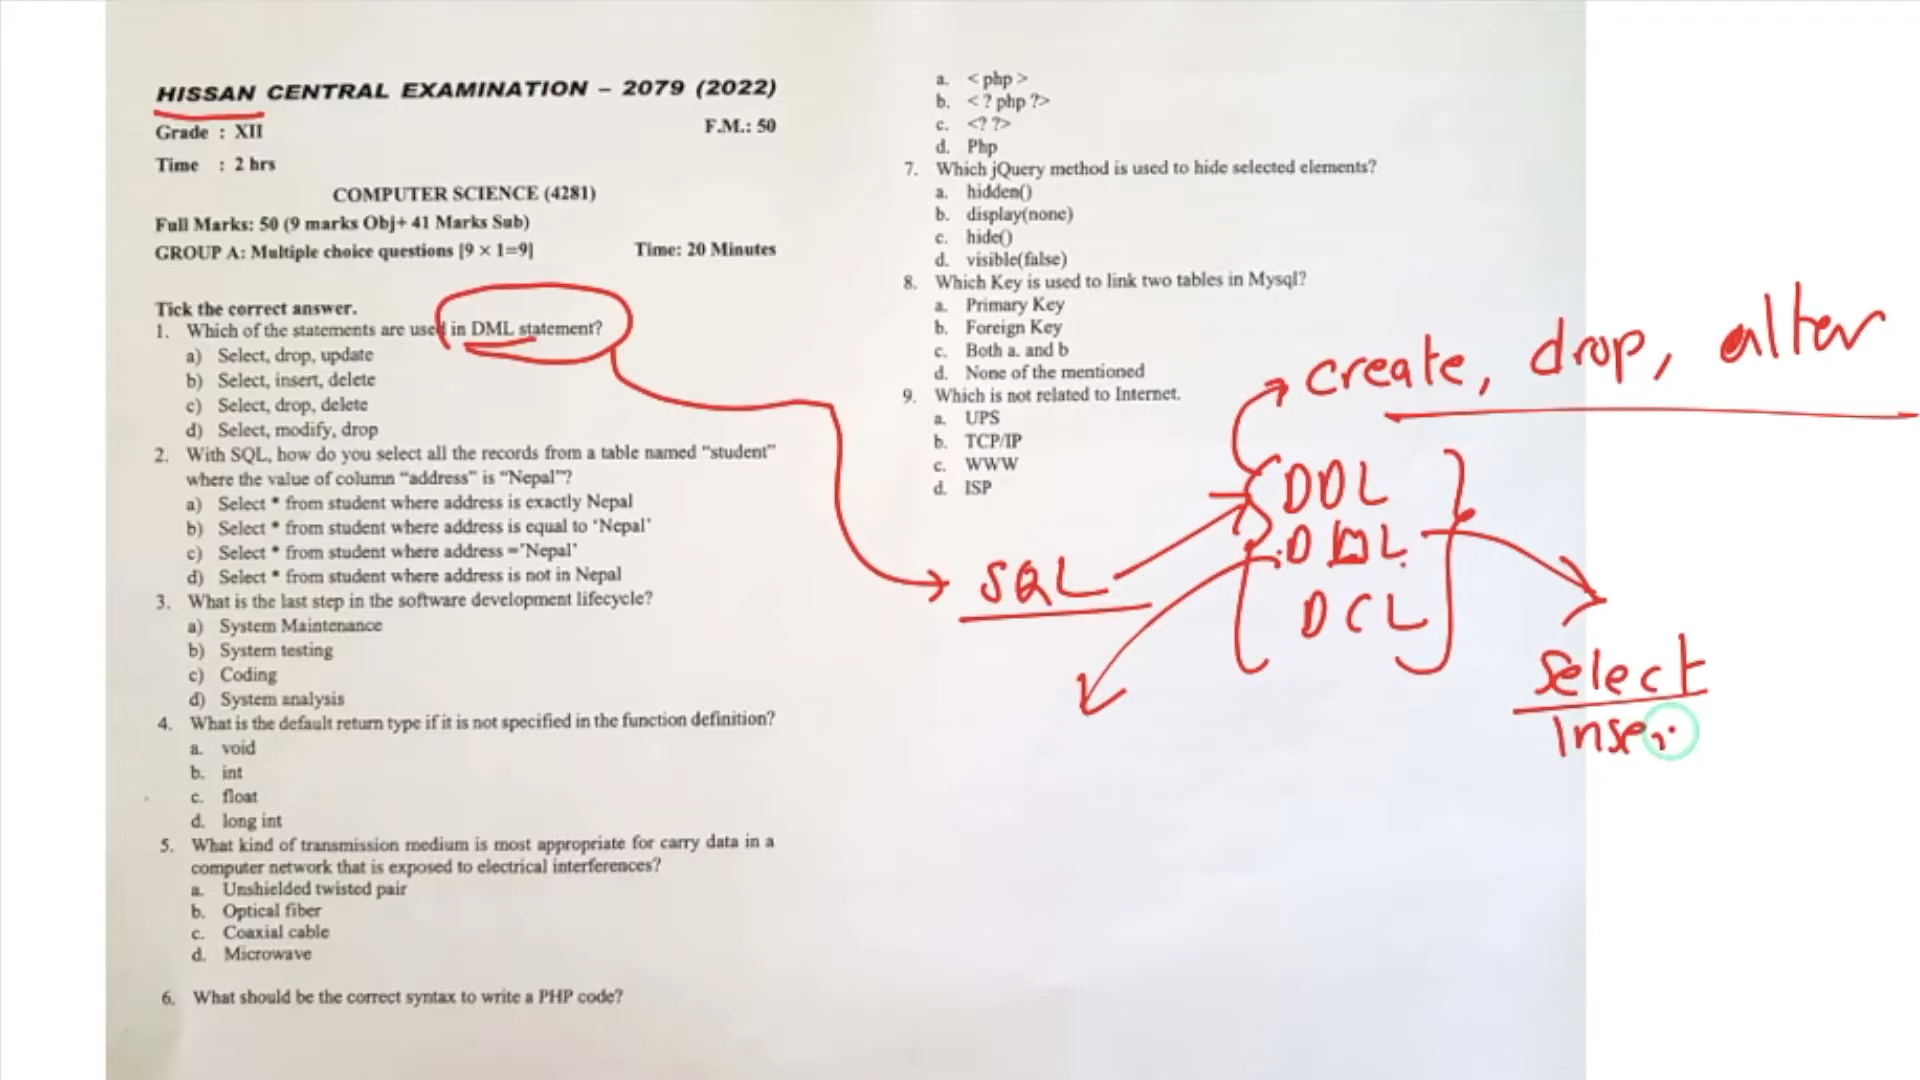 HISSAN CENTRAL EXAMINATION – 2079 (2022)
Grade : XII
F.M.: 50
Time : 2 hrs
COMPUTER SCIENCE (4281)
Full Marks: 50 (9 marks Obj+ 41 Marks Sub)
GROUP A: Multiple choice questions [9 × 1=9]
Time: 20 Minutes
Tick the correct answer.
1. Which of the statements are used in DML statement?
a) Select, drop, update
b) Select, insert, delete
c) Select, drop, delete
d) Select, modify, drop
2. With SQL, how do you select all the records from a table named “student”
where the value of column “address” is “Nepal”?
a) Select * from student where address is exactly Nepal
b) Select * from student where address is equal to ‘Nepal’
c) Select * from student where address =’Nepal’
d) Select * from student where address is not in Nepal
3. What is the last step in the software development lifecycle?
a) System Maintenance
b) System testing
c) Coding
d) System analysis
4. What is the default return type if it is not specified in the function definition?
a. void
b. int
c. float
d. long int
5. What kind of transmission medium is most appropriate for carry data in a
computer network that is exposed to electrical interferences?
a. Unshielded twisted pair
b. Optical fiber
c. Coaxial cable
d. Microwave
6. What should be the correct syntax to write a PHP code?
a. < php >
b. < ? php ?>
c. <? ?>
d. Php
7. Which jQuery method is used to hide selected elements?
a. hidden()
b. display(none)
c. hide()
d. visible(false)
8. Which Key is used to link two tables in Mysql?
a. Primary Key
b. Foreign Key
c. Both a. and b
d. None of the mentioned
9. Which is not related to Internet.
a. UPS
b. TCP/IP
c. WWW
d. ISP
create, drop, alter
DDL
DML
DCL
SQL
Select